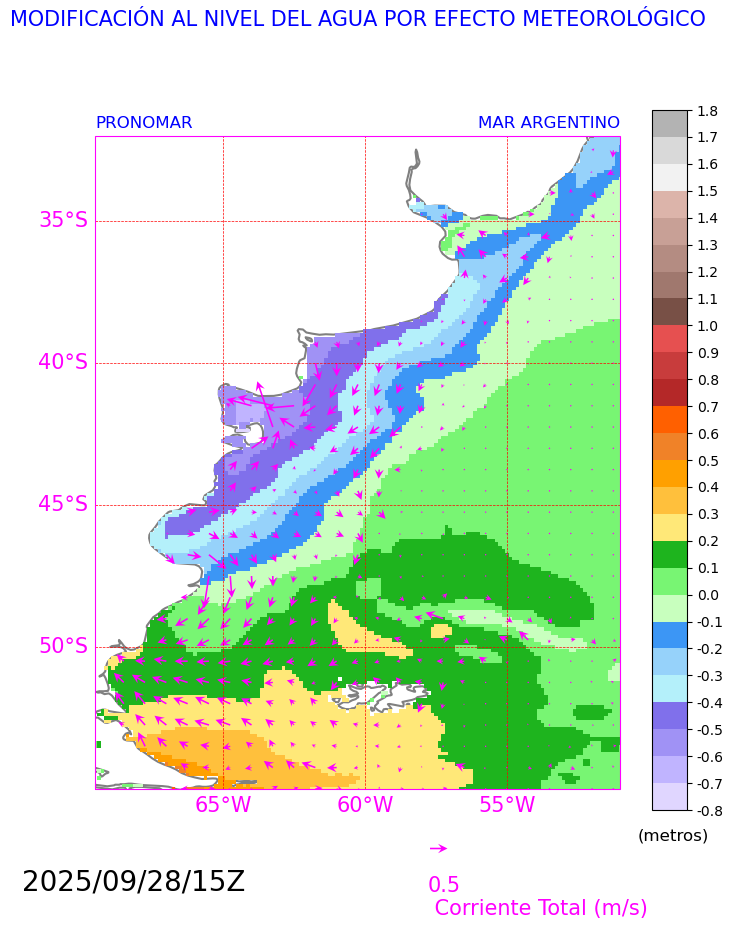 MODIFICACIÓN AL NIVEL DEL AGUA POR EFECTO METEOROLÓGICO
PRONOMAR
MAR ARGENTINO
1.8
1.7
1.6
1.5
1.4
1.3
1.2
1.1
1.0
0.9
0.8
0.7
0.6
0.5
0.4
0.3
0.2
0.1
0.0
-0.1
-0.2
-0.3
-0.4
-0.5
-0.6
-0.7
-0.8
(metros)
35°S
40°S
45°S
50°S
65°W
60°W
55°W
2025/09/28/15Z
0.5
Corriente Total (m/s)